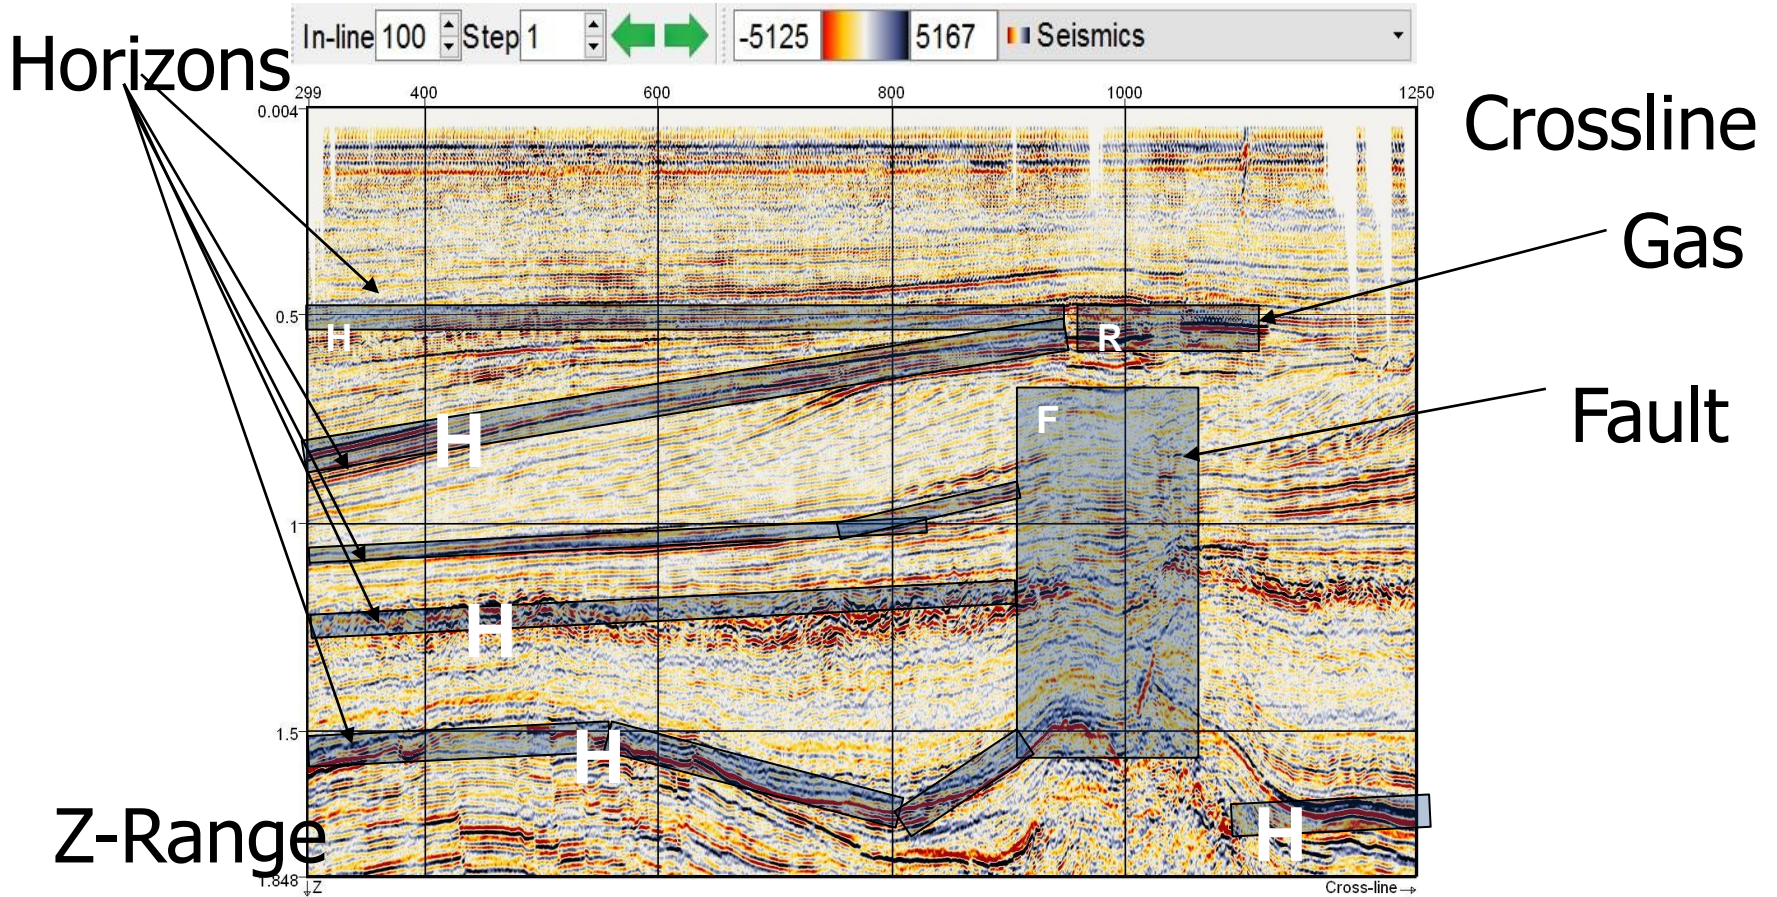 In-line 100 Step 1 -5125 5167 Seismics
Horizons
299 400 600 800 1000 1250
0.004
Crossline
Gas
0.5
H R
Fault
F
H
1
H
1.5
H
Z-Range
H
1.848
Z Cross-line